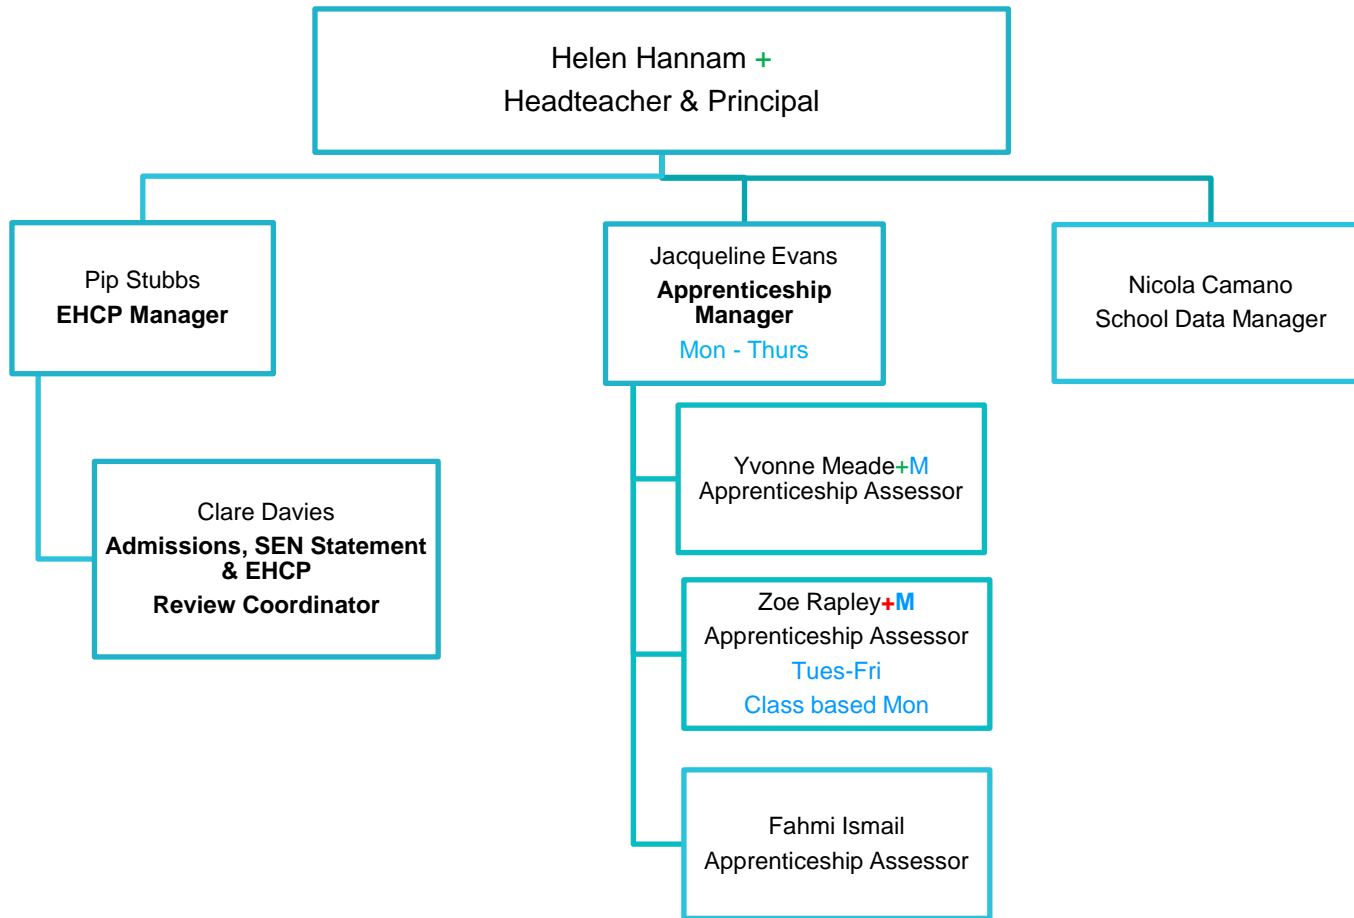 Helen Hannam +
Headteacher & Principal
Pip Stubbs
EHCP Manager
Jacqueline Evans
Apprenticeship
Manager
Mon - Thurs
Nicola Camano
School Data Manager
Clare Davies
Admissions, SEN Statement
& EHCP
Review Coordinator
Yvonne Meade+M
Apprenticeship Assessor
Zoe Rapley+M
Apprenticeship Assessor
Tues-Fri
Class based Mon
Fahmi Ismail
Apprenticeship Assessor